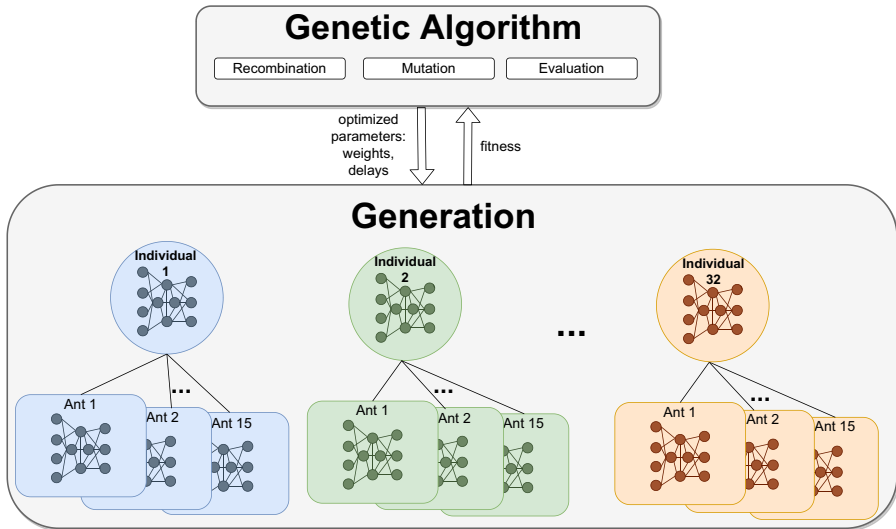 Genetic Algorithm
Recombination
Mutation
Evaluation
optimized
parameters:
weights,
delays
fitness
Generation
Individual
1
Individual
2
Individual
32
...
...
...
...
Ant 1
Ant 2
Ant 15
Ant 1
Ant 2
Ant 15
Ant 1
Ant 2
Ant 15